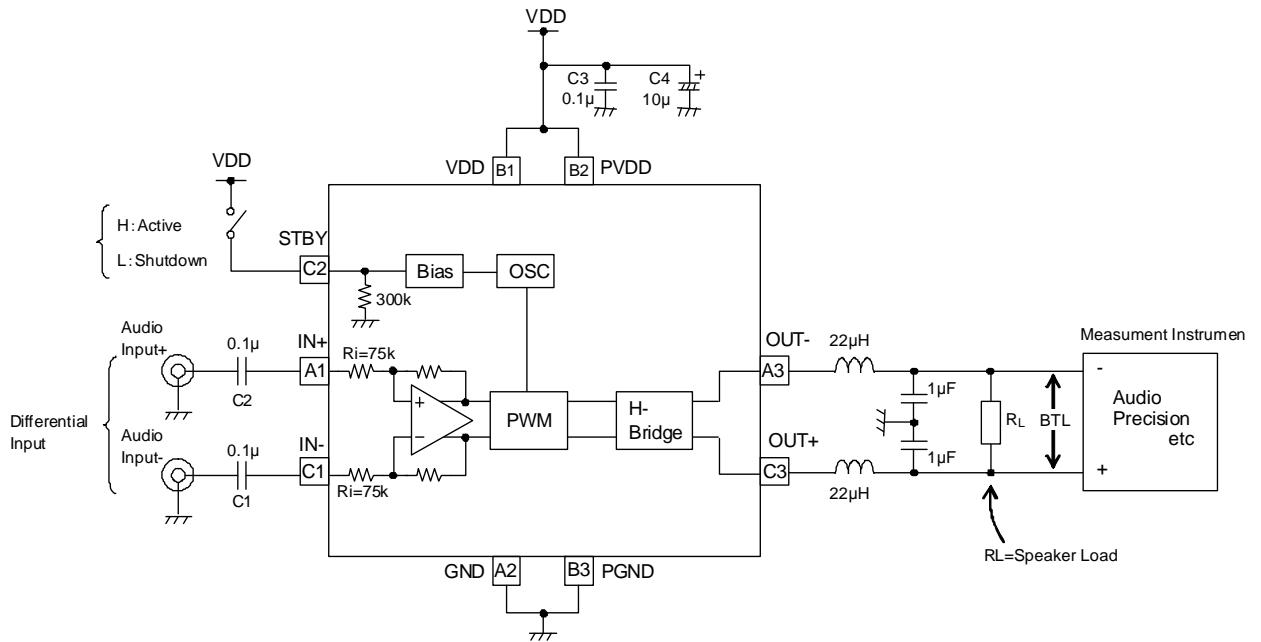 VDD
C3
0.1µ
C4
+
10µ
VDD
B1
B2
PVDD
VDD
H:Active
L:Shutdown
STBY
C2
Bias
OSC
300k
Audio
Input+
0.1µ
C2
IN+
A1
Ri=75k
+
−
PWM
H-
Bridge
OUT-
A3
22µH
1µF
1µF
RL
BTL
Measument Instrumen
-
Audio
Precision
etc
+
Differential
Input
Audio
Input-
0.1µ
C1
IN-
C1
Ri=75k
OUT+
C3
22µH
RL=Speaker Load
GND
A2
B3
PGND